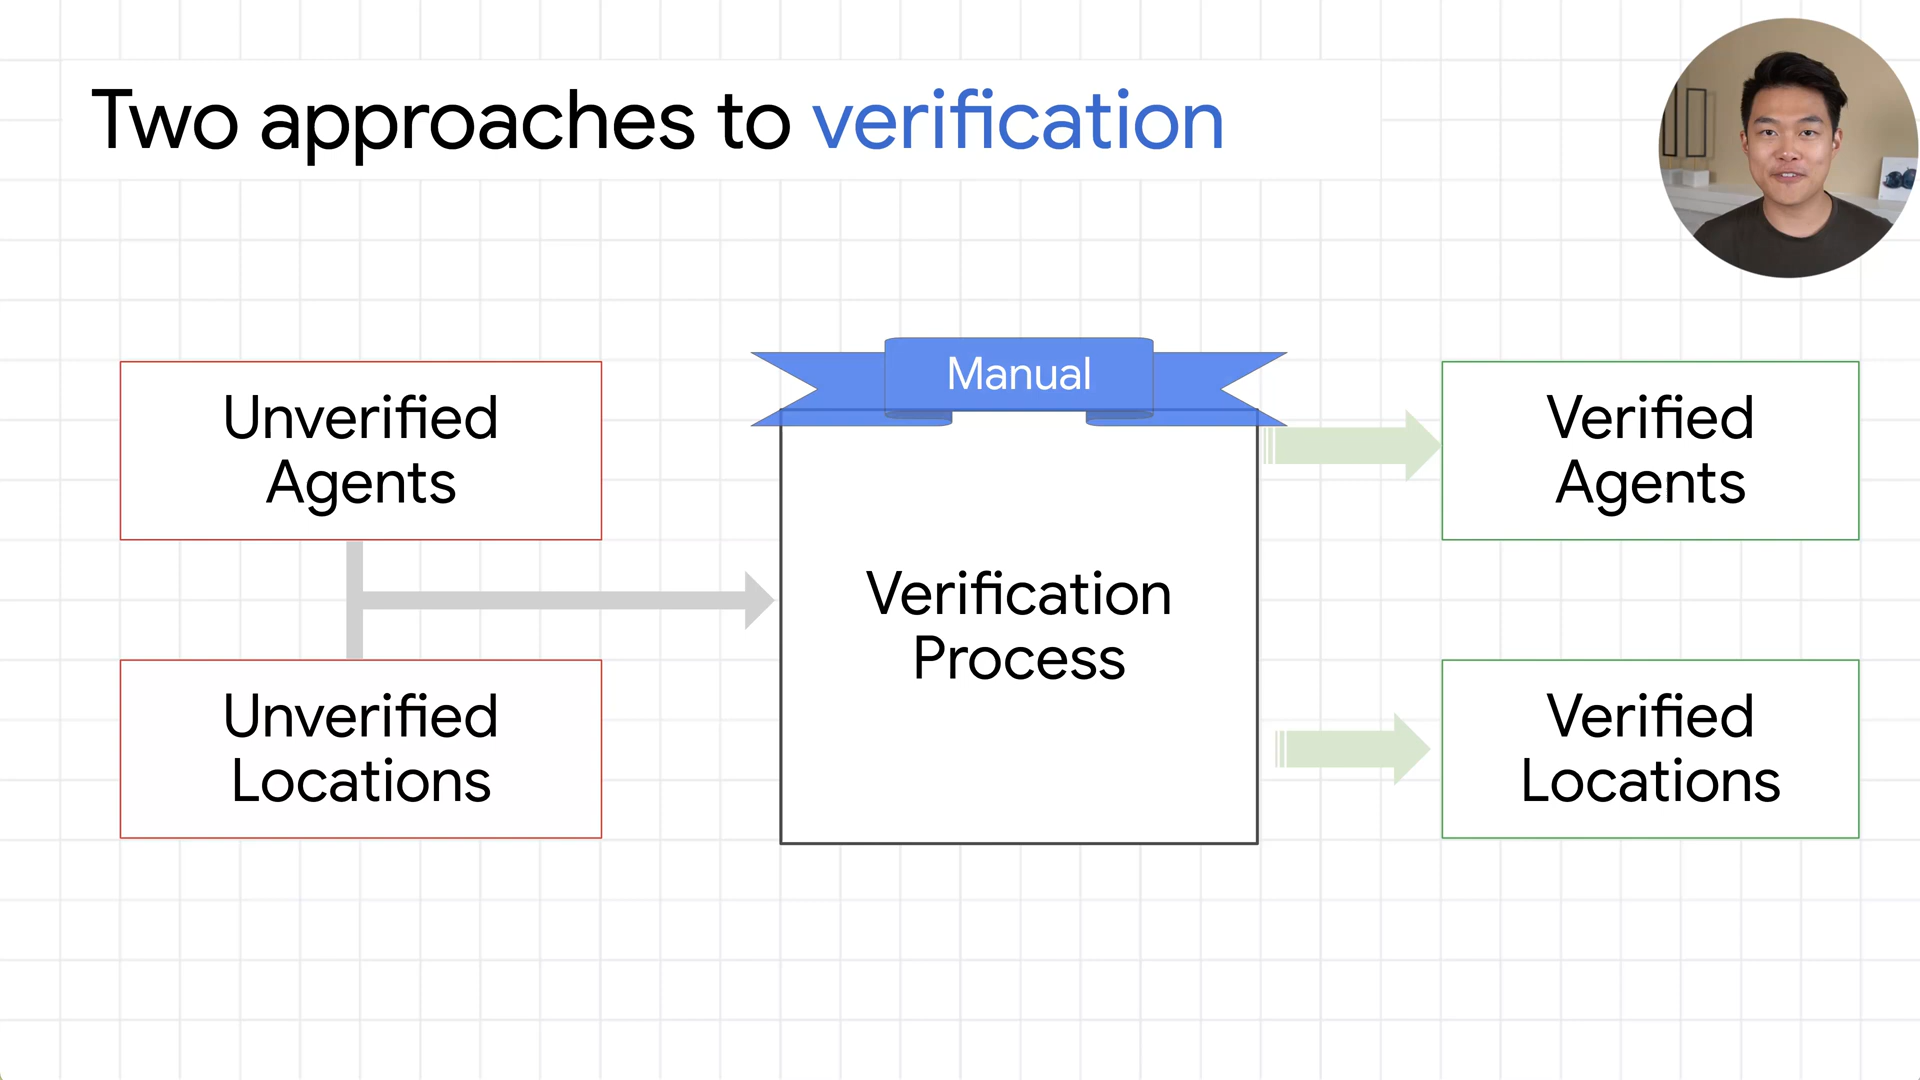 Two approaches to verification
Manual
Unverified
Agents
Unverified
Locations
Verification
Process
Verified
Agents
Verified
Locations